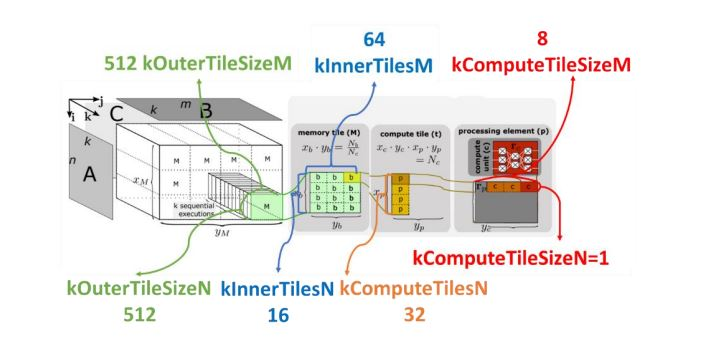 64
8
512 kOuterTileSizeM
kInnerTilesM
kComputeTileSizeM
j
i
k
C
k
m
B
k
n
A
M
M
M
M
M
x_M
M
k sequential
executions
y_M
memory tile (M)
x_b · y_b = N_b / N_c
b b b
b b b
b b b
b b b
y_b
compute tile (t)
x_c · y_c · x_p · y_p
= N_c
x_p
p
p
p
p
y_p
processing element (p)
compute
unit (c)
c c c
y_c
kComputeTileSizeN=1
kOuterTileSizeN
kInnerTilesN
kComputeTilesN
512
16
32